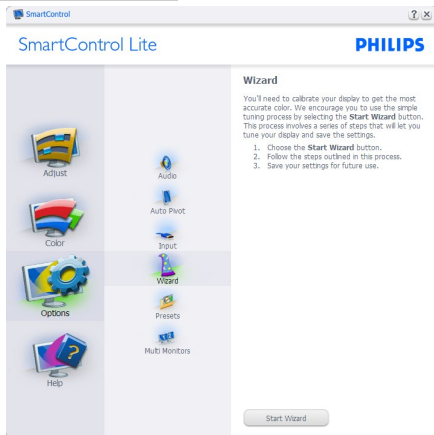 SmartControl
SmartControl Lite
PHILIPS
Adjust
Color
Options
Help
Audio
Auto Pivot
Input
Wizard
Presets
1 2
Multi Monitors
Wizard
You'll need to calibrate your display to get the most
accurate color. We encourage you to use the simple
tuning process by selecting the Start Wizard button.
This process involves a series of steps that will let you
tune your display and save the settings.
1. Choose the Start Wizard button.
2. Follow the steps outlined in this process.
3. Save your settings for future use.
Start Wizard